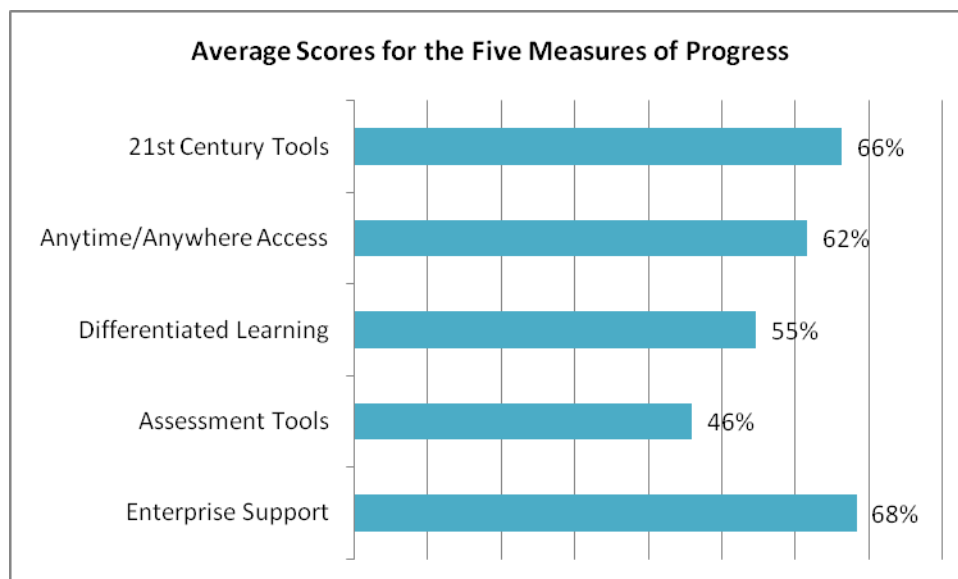 Average Scores for the Five Measures of Progress
21st Century Tools 66%
Anytime/Anywhere Access 62%
Differentiated Learning 55%
Assessment Tools 46%
Enterprise Support 68%